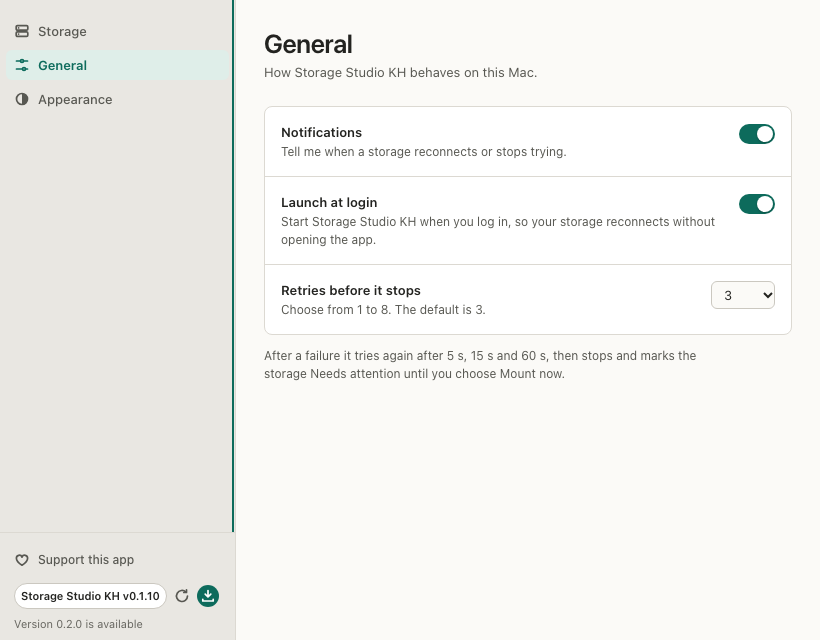 Storage
General
Appearance
Support this app
Storage Studio KH v0.1.10
Version 0.2.0 is available
General
How Storage Studio KH behaves on this Mac.
Notifications
Tell me when a storage reconnects or stops trying.
Launch at login
Start Storage Studio KH when you log in, so your storage reconnects without
opening the app.
Retries before it stops
Choose from 1 to 8. The default is 3.
3
After a failure it tries again after 5 s, 15 s and 60 s, then stops and marks the
storage Needs attention until you choose Mount now.